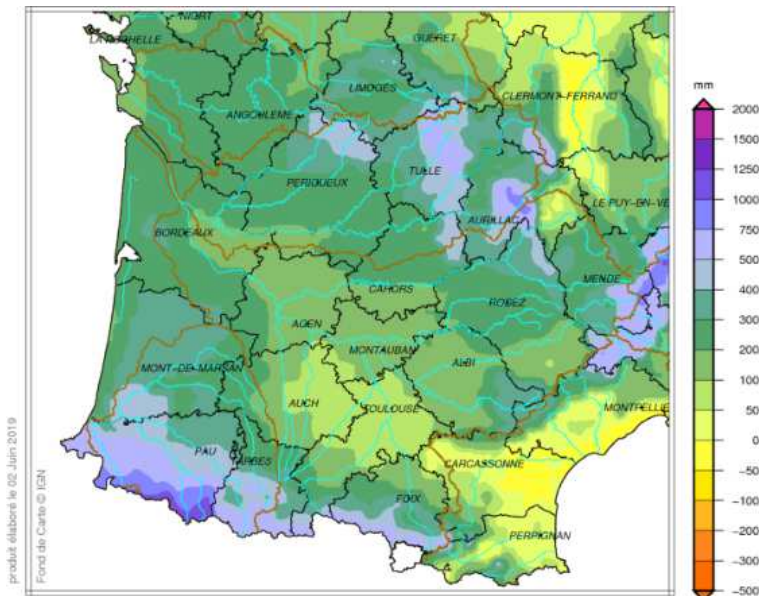 NIORT
LA ROCHELLE
GUERET
LIMOGES
CLERMONT-FERRAND
ANGOULEME
PERIGUEUX
TULLE
AURILLAC
LE PUY-EN-VE
BORDEAUX
MENDE
CAHORS
RODEZ
AGEN
MONTAUBAN
ALBI
MONT-DE-MARSAN
AUCH
TOULOUSE
MONTPELLIE
PAU
TARBES
CARCASSONNE
FOIX
PERPIGNAN
mm
2000
1500
1250
1000
750
500
400
300
200
100
50
0
-50
-100
-200
-300
-500
produit élaboré le 02 Juin 2019
Fond de Carte © IGN